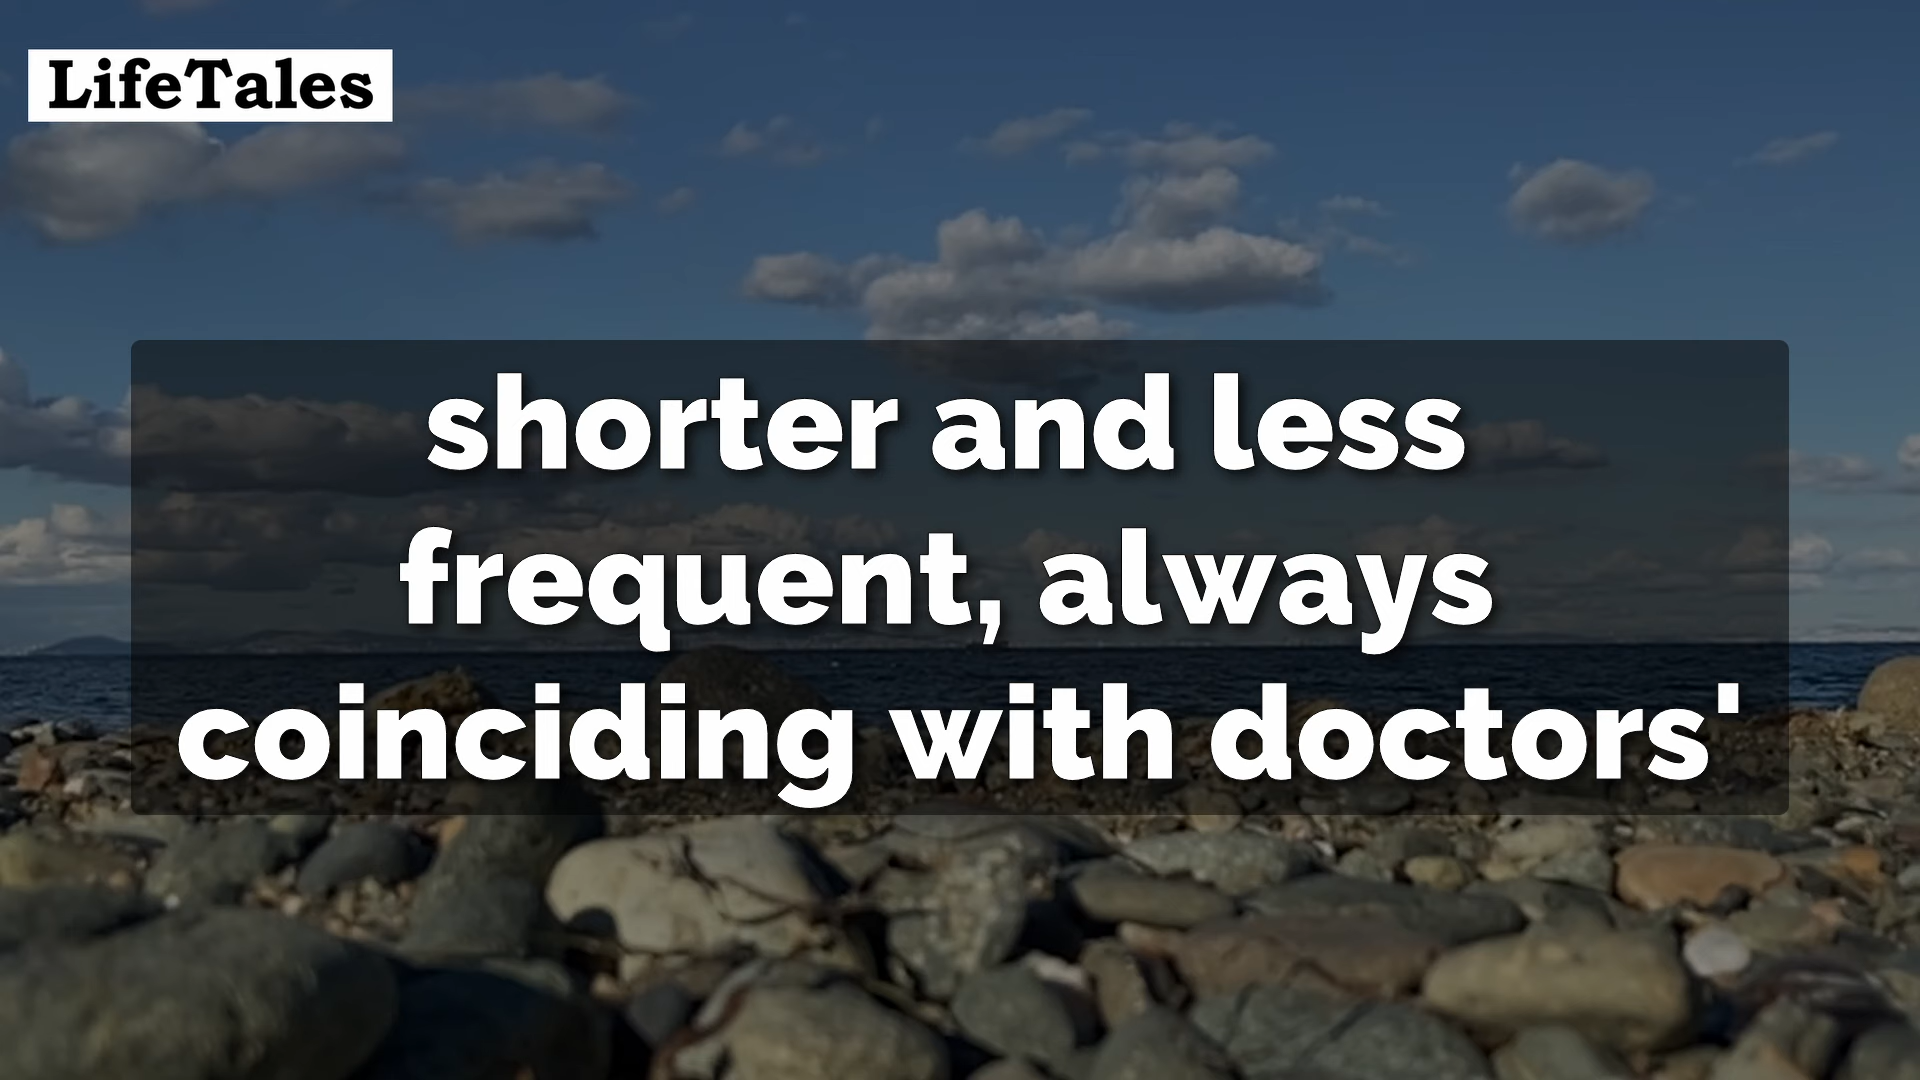 LifeTales
shorter and less
frequent, always
coinciding with doctors'